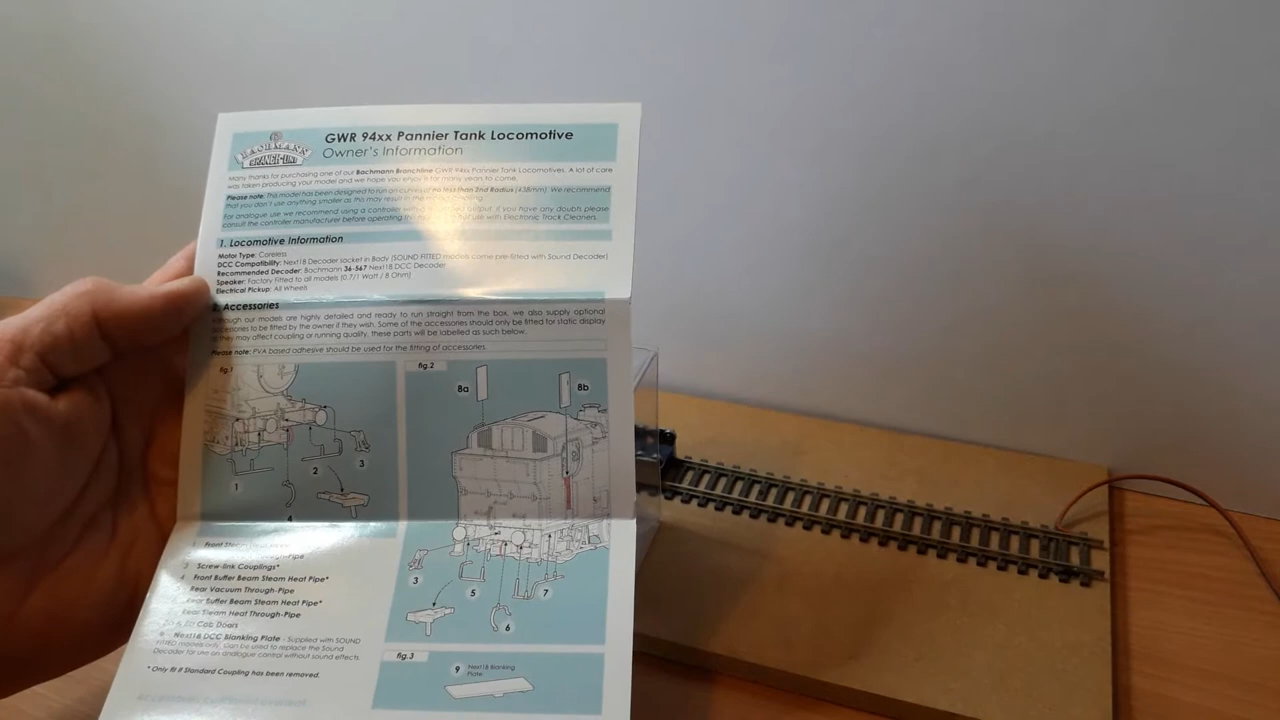 BACHMANN
BRANCH-LINE
GWR 94xx Pannier Tank Locomotive
Owner's Information
Many thanks for purchasing one of our Bachmann Branchline GWR 94xx Pannier Tank Locomotives. A lot of care
was taken producing your model and we hope you enjoy it for many years to come.
Please note: This model has been designed to run on curves of no less than 2nd Radius (438mm). We recommend
that you don't use anything smaller as this may result in the
For analogue use we recommend using a controller with a output, if you have any doubts please
consult the controller manufacturer before operating this use with Electronic Track Cleaners.
1. Locomotive Information
Motor Type: Coreless
DCC Compatibility: Next18 Decoder socket in Body (SOUND FITTED models come pre-fitted with Sound Decoder)
Recommended Decoder: Bachmann 36-567 Next18 DCC Decoder
Speaker: Factory Fitted to all models (0.7/1 Watt / 8 Ohm)
Electrical Pickup: All Wheels
Accessories
our models are highly detailed and ready to run straight from the box, we also supply optional
accessories to be fitted by the owner if they wish. Some of the accessories should only be fitted for static display
as they may affect coupling or running quality, these parts will be labelled as such below.
Please note: PVA based adhesive should be used for the fitting of accessories.
fig.1
fig.2
8a
8b
1
2
3
4
3
5
6
7
Front Steam
3 Screw-link Couplings*
4 Front Buffer Beam Steam Heat Pipe*
Rear Vacuum Through-Pipe
Rear Buffer Beam Steam Heat Pipe*
Rear Steam Heat Through-Pipe
Cab Doors
9 Next18 DCC Blanking Plate - Supplied with SOUND
FITTED models only. Can be used to replace the Sound
Decoder for use on analogue control without sound effects.
* Only fit if Standard Coupling has been removed.
fig.3
9 Next18 Blanking
Plate